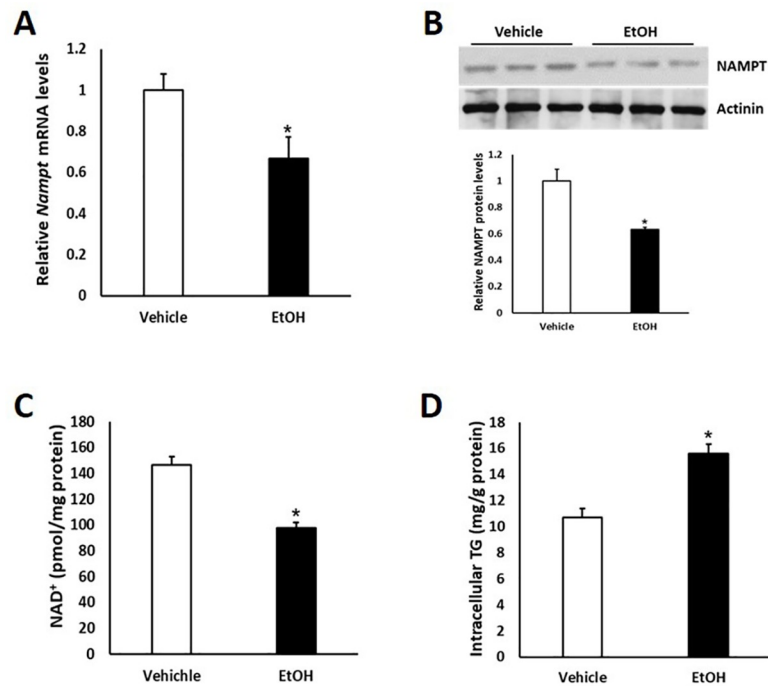 A
Relative Nampt mRNA levels
1.2
1
0.8
0.6
0.4
0.2
0
*
Vehicle
EtOH
B
Vehicle
EtOH
NAMPT
Actinin
Relative NAMPT protein levels
1.2
1
0.8
0.6
0.4
0.2
0
*
Vehicle
EtOH
C
NAD⁺ (pmol/mg protein)
180
160
140
120
100
80
60
40
20
0
*
Vehichle
EtOH
D
Intracellular TG (mg/g protein)
18
16
14
12
10
8
6
4
2
0
*
Vehicle
EtOH